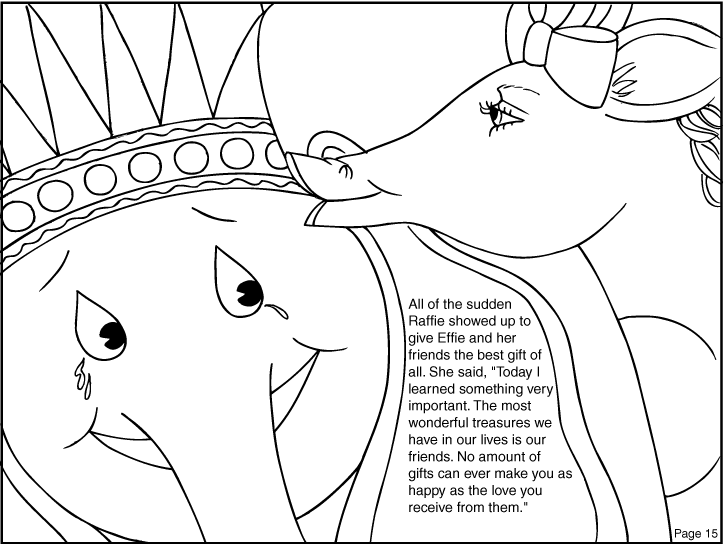 All of the sudden
Raffie showed up to
give Effie and her
friends the best gift of
all. She said, "Today I
learned something very
important. The most
wonderful treasures we
have in our lives is our
friends. No amount of
gifts can ever make you as
happy as the love you
receive from them."
Page 15